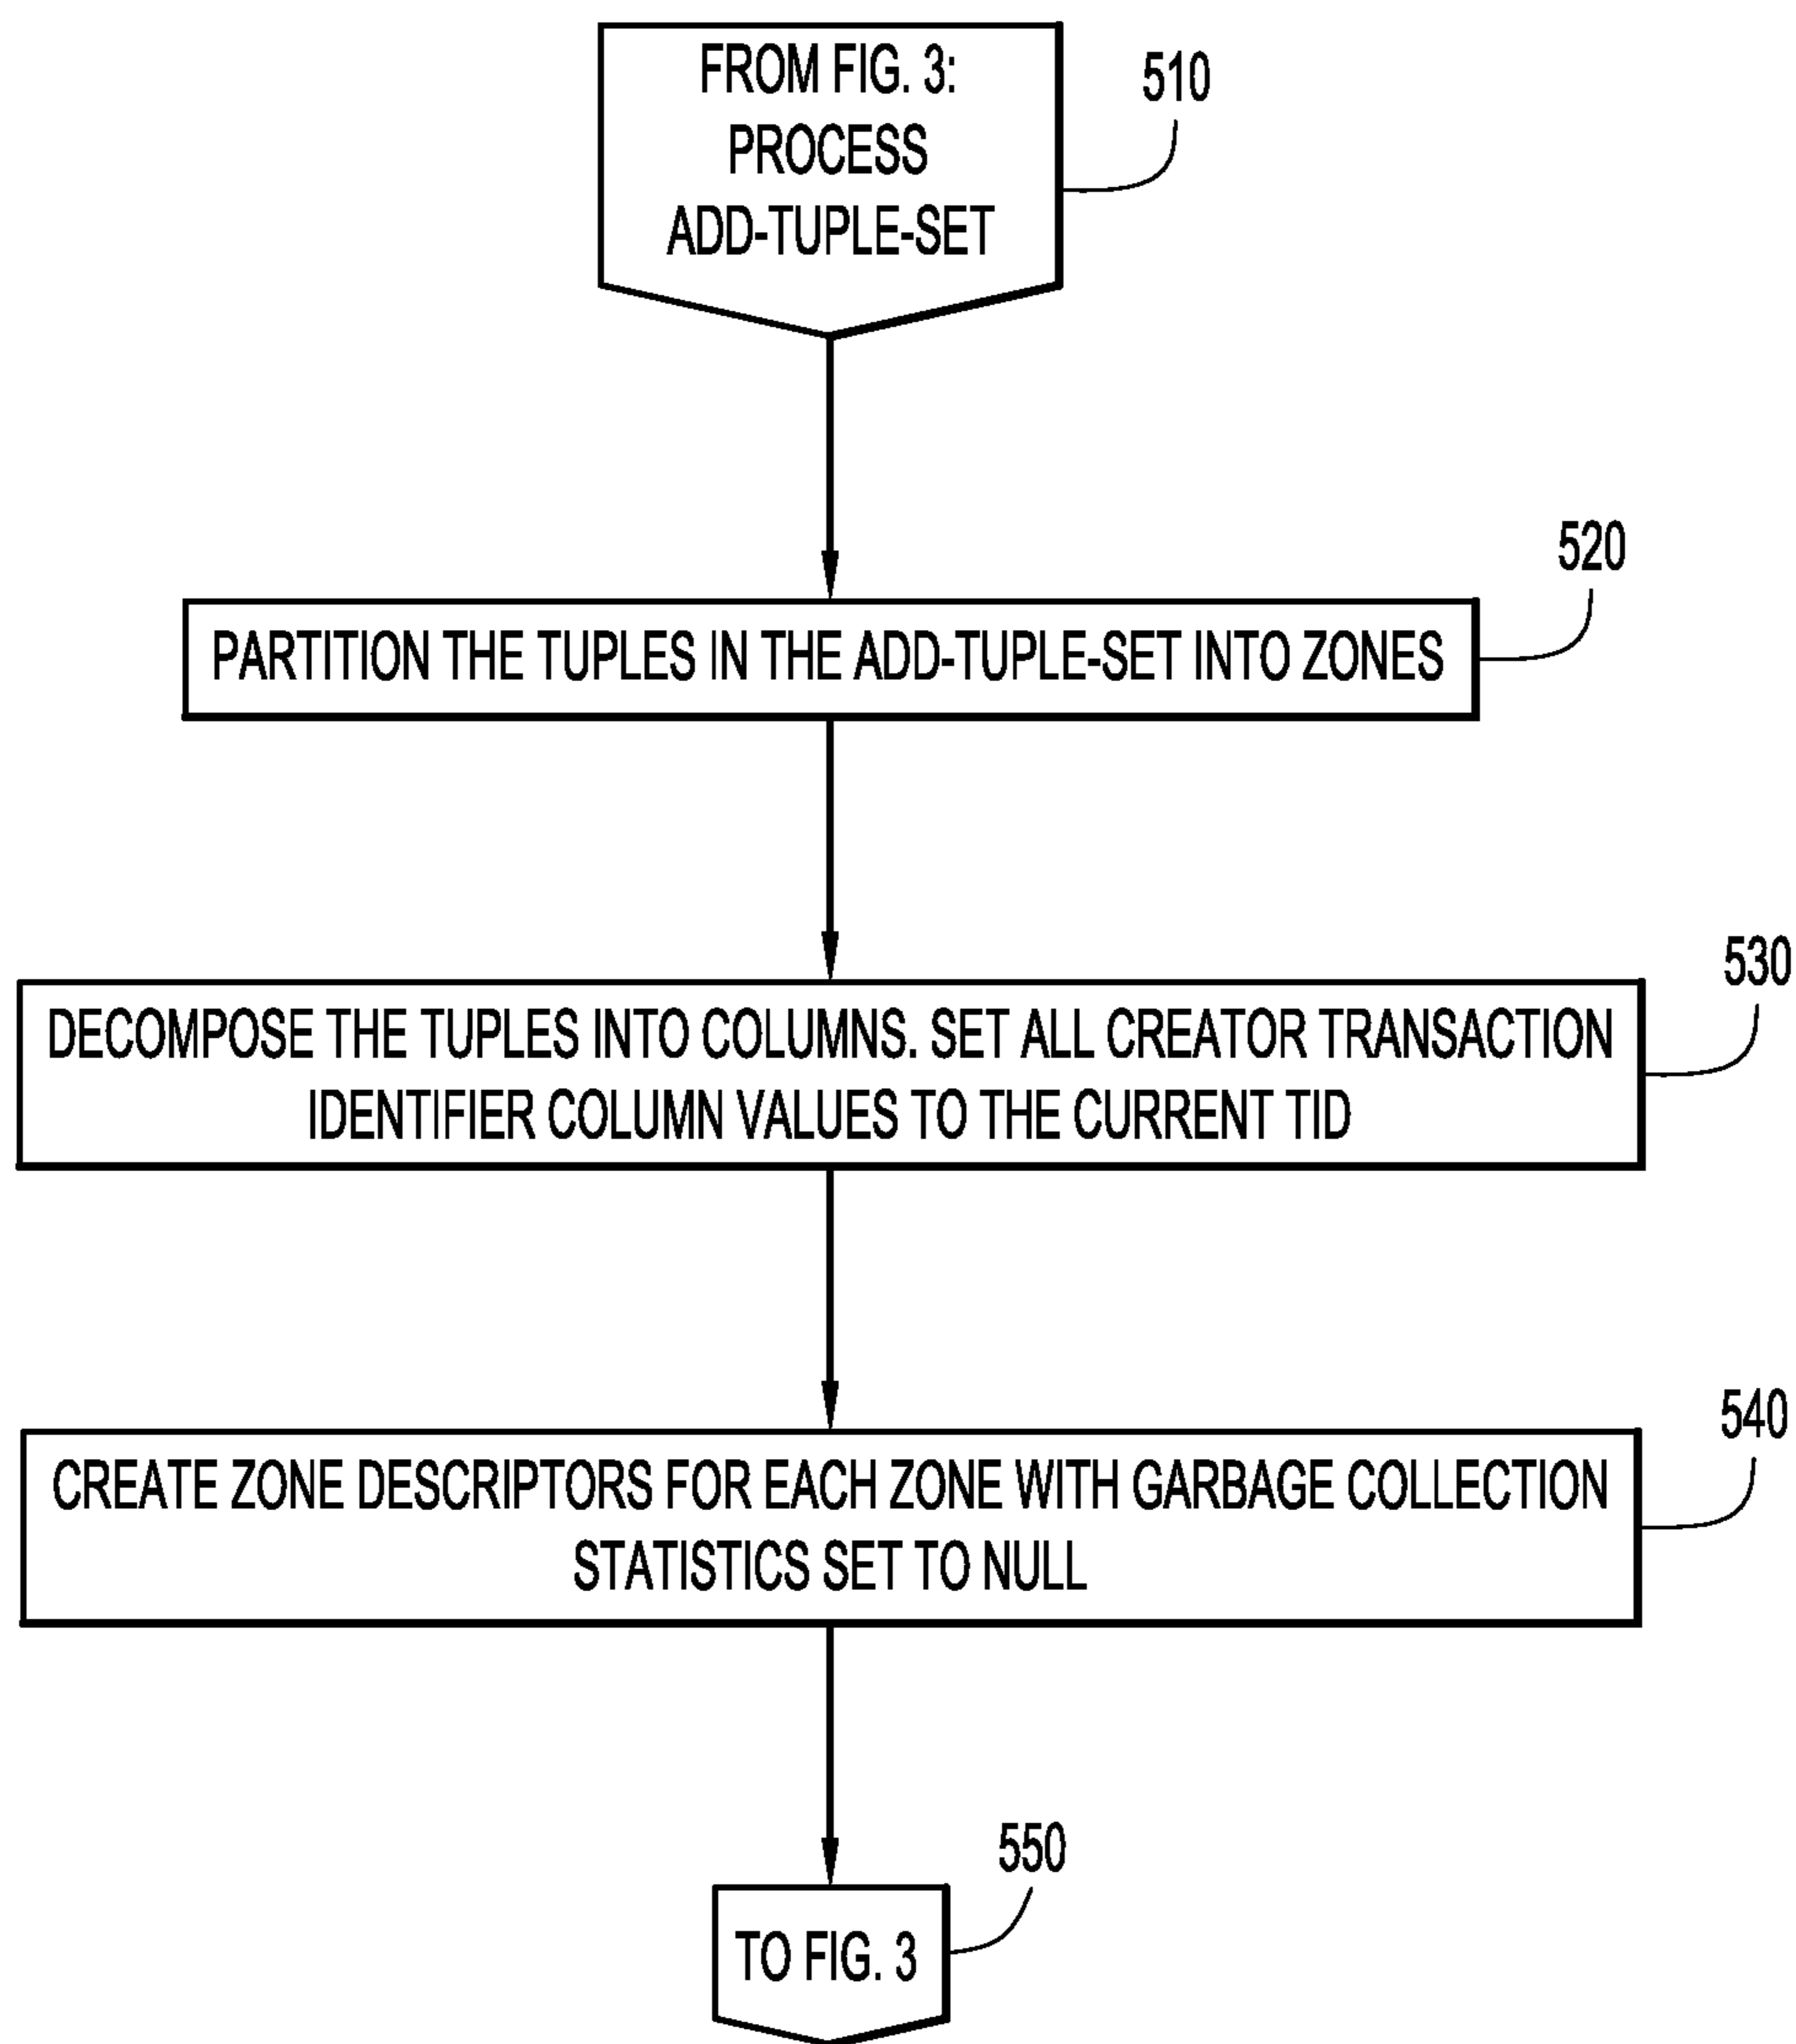 FROM FIG. 3:
PROCESS
ADD-TUPLE-SET
510
520
PARTITION THE TUPLES IN THE ADD-TUPLE-SET INTO ZONES
530
DECOMPOSE THE TUPLES INTO COLUMNS. SET ALL CREATOR TRANSACTION
IDENTIFIER COLUMN VALUES TO THE CURRENT TID
540
CREATE ZONE DESCRIPTORS FOR EACH ZONE WITH GARBAGE COLLECTION
STATISTICS SET TO NULL
550
TO FIG. 3